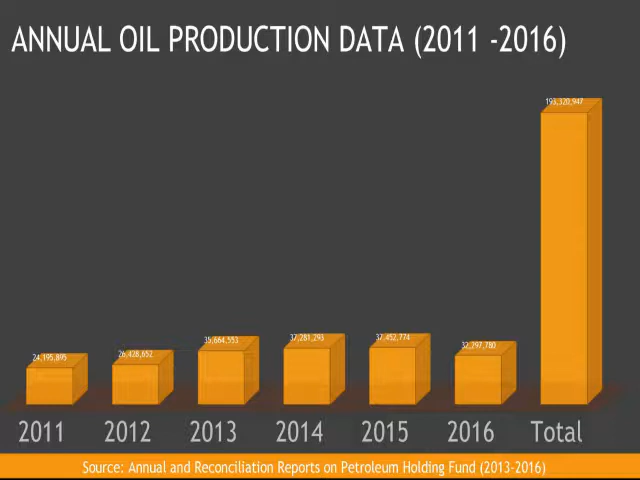 ANNUAL OIL PRODUCTION DATA (2011 -2016)
193,320,947
24,195,895
26,428,652
35,664,553
37,281,293
37,452,774
32,297,780
2011 2012 2013 2014 2015 2016 Total
Source: Annual and Reconciliation Reports on Petroleum Holding Fund (2013-2016)